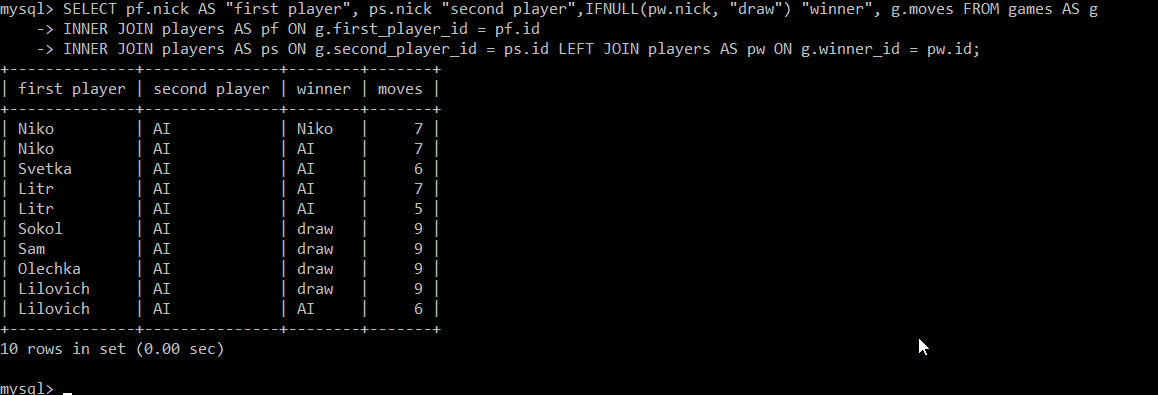 mysql> SELECT pf.nick AS "first player", ps.nick "second player",IFNULL(pw.nick, "draw") "winner", g.moves FROM games AS g
    -> INNER JOIN players AS pf ON g.first_player_id = pf.id
    -> INNER JOIN players AS ps ON g.second_player_id = ps.id LEFT JOIN players AS pw ON g.winner_id = pw.id;
+--------------+---------------+--------+-------+
| first player | second player | winner | moves |
+--------------+---------------+--------+-------+
| Niko         | AI            | Niko   |     7 |
| Niko         | AI            | AI     |     7 |
| Svetka       | AI            | AI     |     6 |
| Litr         | AI            | AI     |     7 |
| Litr         | AI            | AI     |     5 |
| Sokol        | AI            | draw   |     9 |
| Sam          | AI            | draw   |     9 |
| Olechka      | AI            | draw   |     9 |
| Lilovich     | AI            | draw   |     9 |
| Lilovich     | AI            | AI     |     6 |
+--------------+---------------+--------+-------+
10 rows in set (0.00 sec)
mysql> _